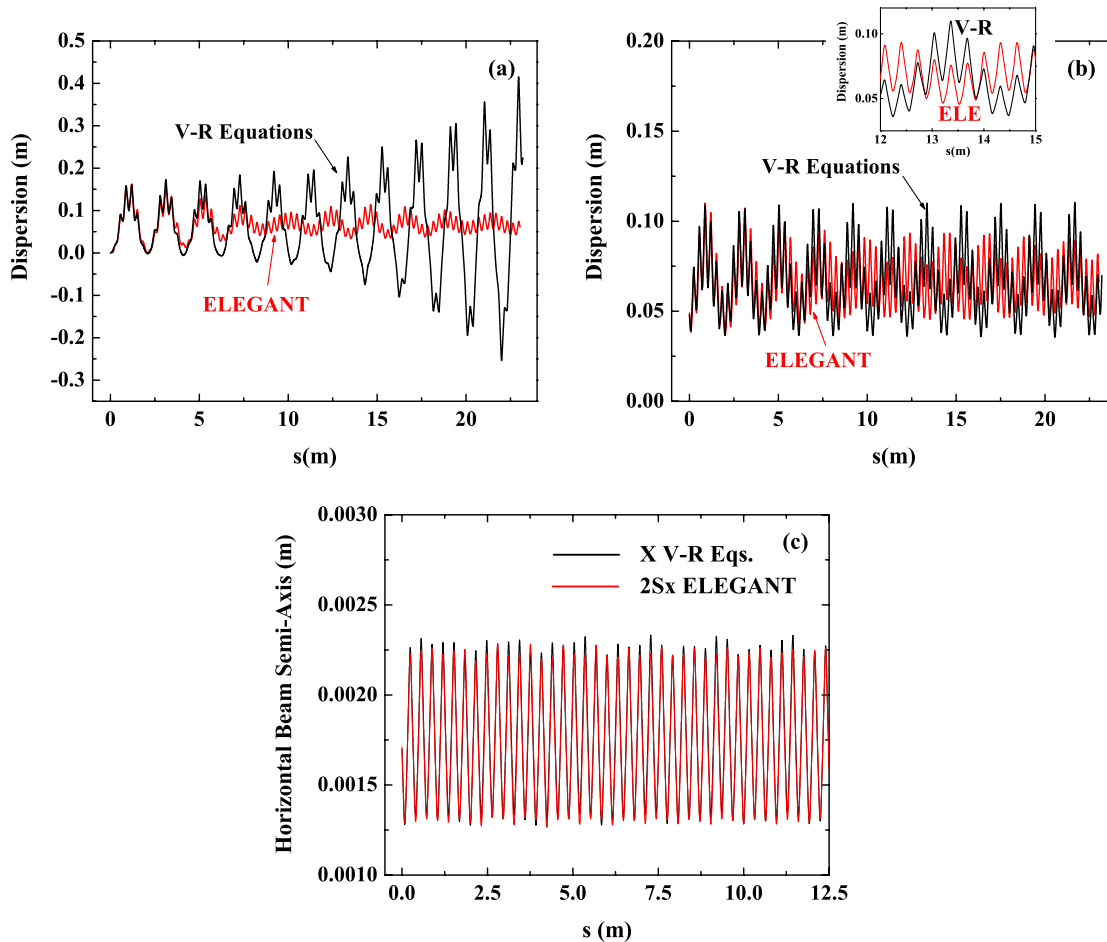 (a)
Dispersion (m)
0.5
0.4
0.3
0.2
0.1
0.0
-0.1
-0.3
V-R Equations
ELEGANT
0
5
10
15
20
s(m)
(b)
Dispersion (m)
0.20
0.15
0.10
0.05
0.00
V-R Equations
ELEGANT
0
5
10
15
20
s(m)
Dispersion (m)
0.10
0.05
V-R
ELE
12
13
14
15
s(m)
(c)
Horizontal Beam Semi-Axis (m)
0.0030
0.0025
0.0020
0.0015
0.0010
X V-R Eqs.
2Sx ELEGANT
0.0
2.5
5.0
7.5
10.0
12.5
s (m)